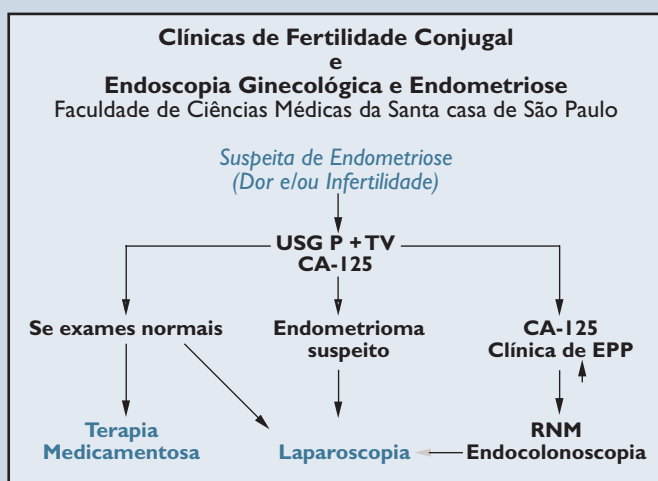 Clínicas de Fertilidade Conjugal
e
Endoscopia Ginecológica e Endometriose
Faculdade de Ciências Médicas da Santa casa de São Paulo
Suspeita de Endometriose
(Dor e/ou Infertilidade)
USG P + TV
CA-125
Se exames normais
Endometrioma
suspeito
CA-125
Clínica de EPP
Terapia
Medicamentosa
Laparoscopia
RNM
Endocolonoscopia